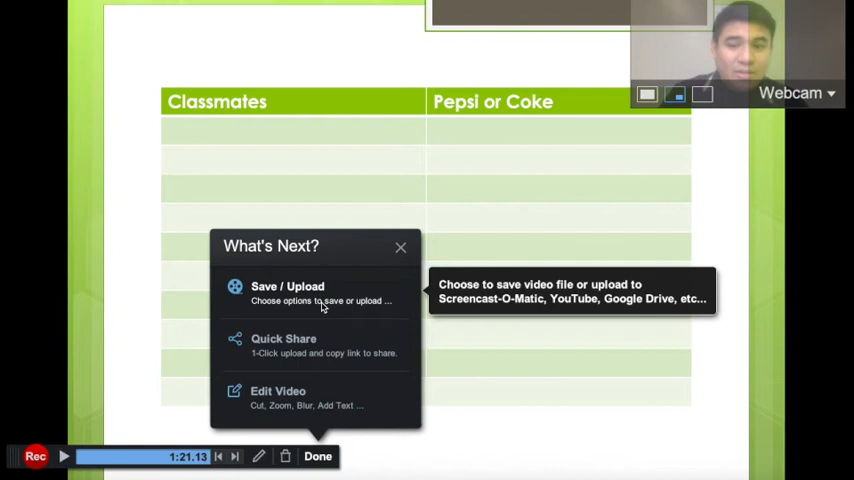 Webcam
Classmates
Pepsi or Coke
What's Next?
Save / Upload
Choose options to save or upload ...
Choose to save video file or upload to
Screencast-O-Matic, YouTube, Google Drive, etc...
Quick Share
1-Click upload and copy link to share.
Edit Video
Cut, Zoom, Blur, Add Text ...
Rec
1:21.13
Done